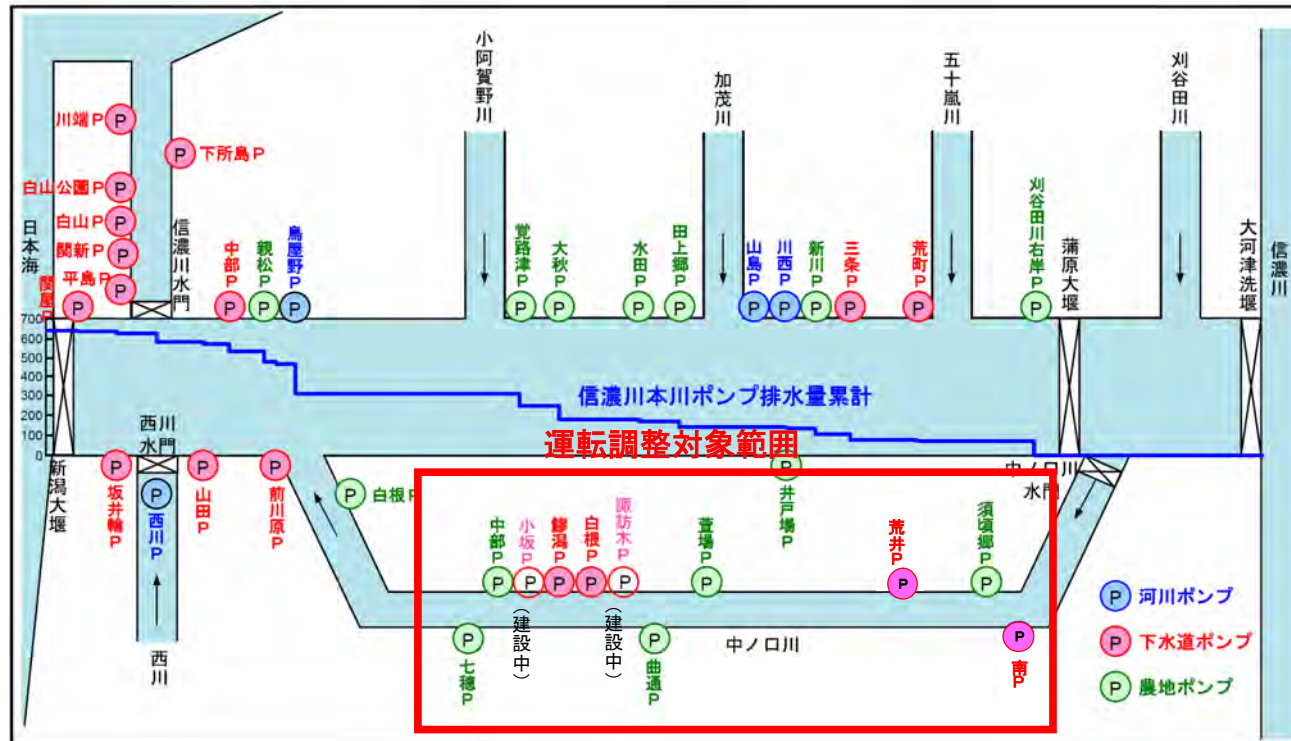 小阿賀野川
加茂川
五十嵐川
刈谷田川
川端P
P
P
下所島P
白山公園P
P
白山P
P
関新P
P
平島P
P
日本海
信濃川水門
関屋P
P
中部P
P
親松P
P
鳥屋野P
P
覚路津P
P
大秋P
P
水田P
P
田上郷P
P
山島P
P
川西P
P
新川P
P
三条P
P
荒町P
P
刈谷田川右岸P
P
蒲原大堰
大河津洗堰
信濃川
700
600
500
400
300
200
100
0
信濃川本川ポンプ排水量累計
運転調整対象範囲
西川
水門
新潟大堰
P
坂井輪P
P
西川P
P
山田P
P
前川原P
西川
P
白根P
P
井戸場P
中ノ口川
水門
中部P
P
小坂P
P
(建設中)
鰺潟P
P
白根P
P
諏訪木P
P
(建設中)
萱場P
P
荒井P
P
須頃郷P
P
P
七穂P
P
曲通P
中ノ口川
P
南P
P 河川ポンプ
P 下水道ポンプ
P 農地ポンプ